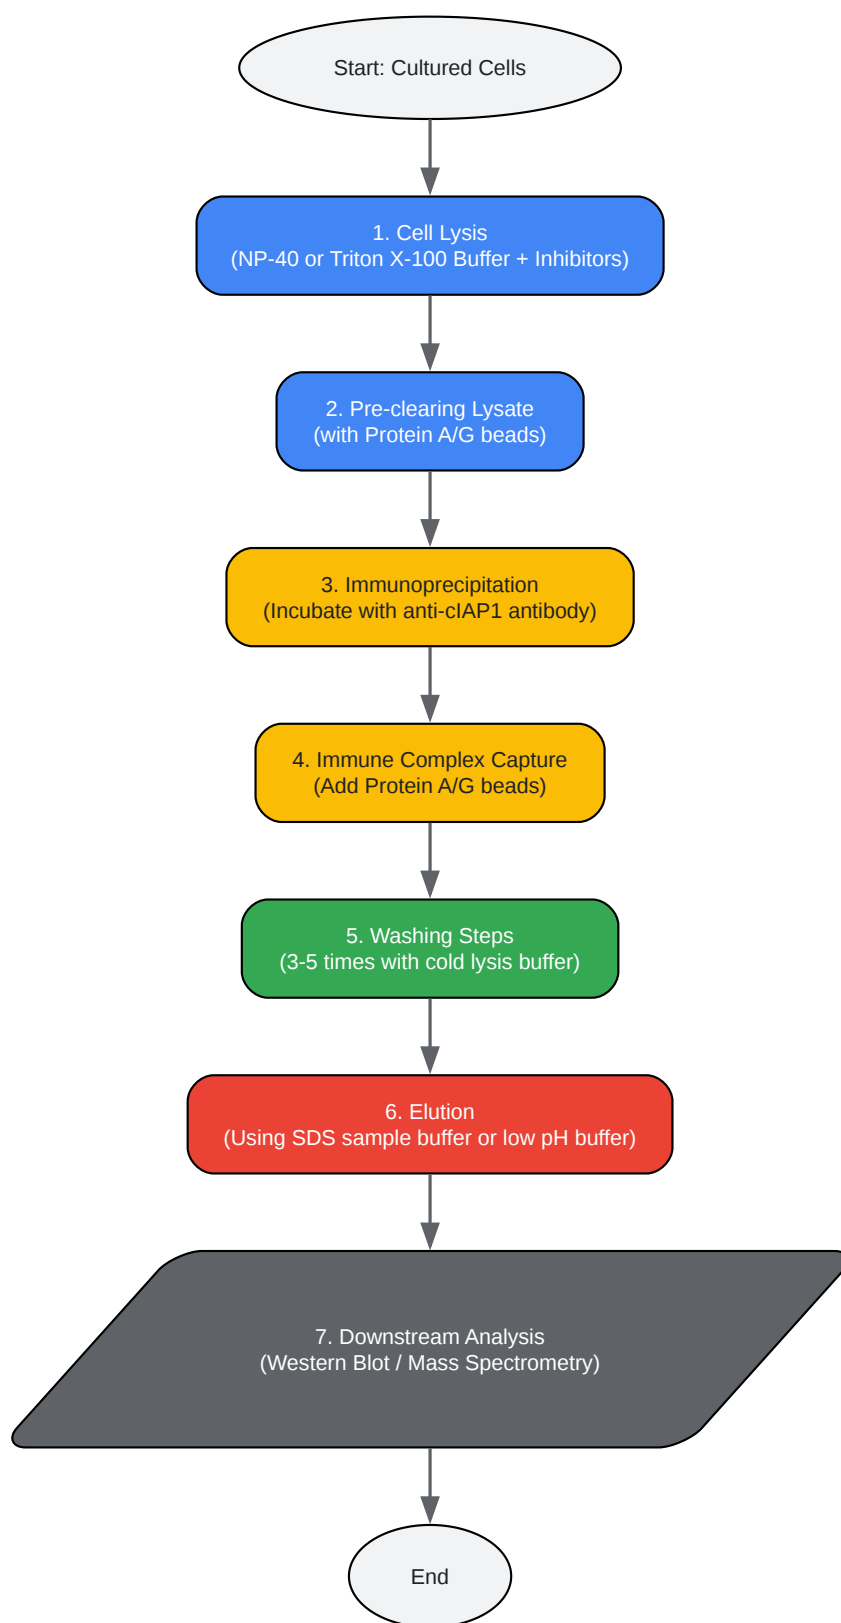 Start: Cultured Cells
1. Cell Lysis
(NP-40 or Triton X-100 Buffer + Inhibitors)
2. Pre-clearing Lysate
(with Protein A/G beads)
3. Immunoprecipitation
(Incubate with anti-cIAP1 antibody)
4. Immune Complex Capture
(Add Protein A/G beads)
5. Washing Steps
(3-5 times with cold lysis buffer)
6. Elution
(Using SDS sample buffer or low pH buffer)
7. Downstream Analysis
(Western Blot / Mass Spectrometry)
End